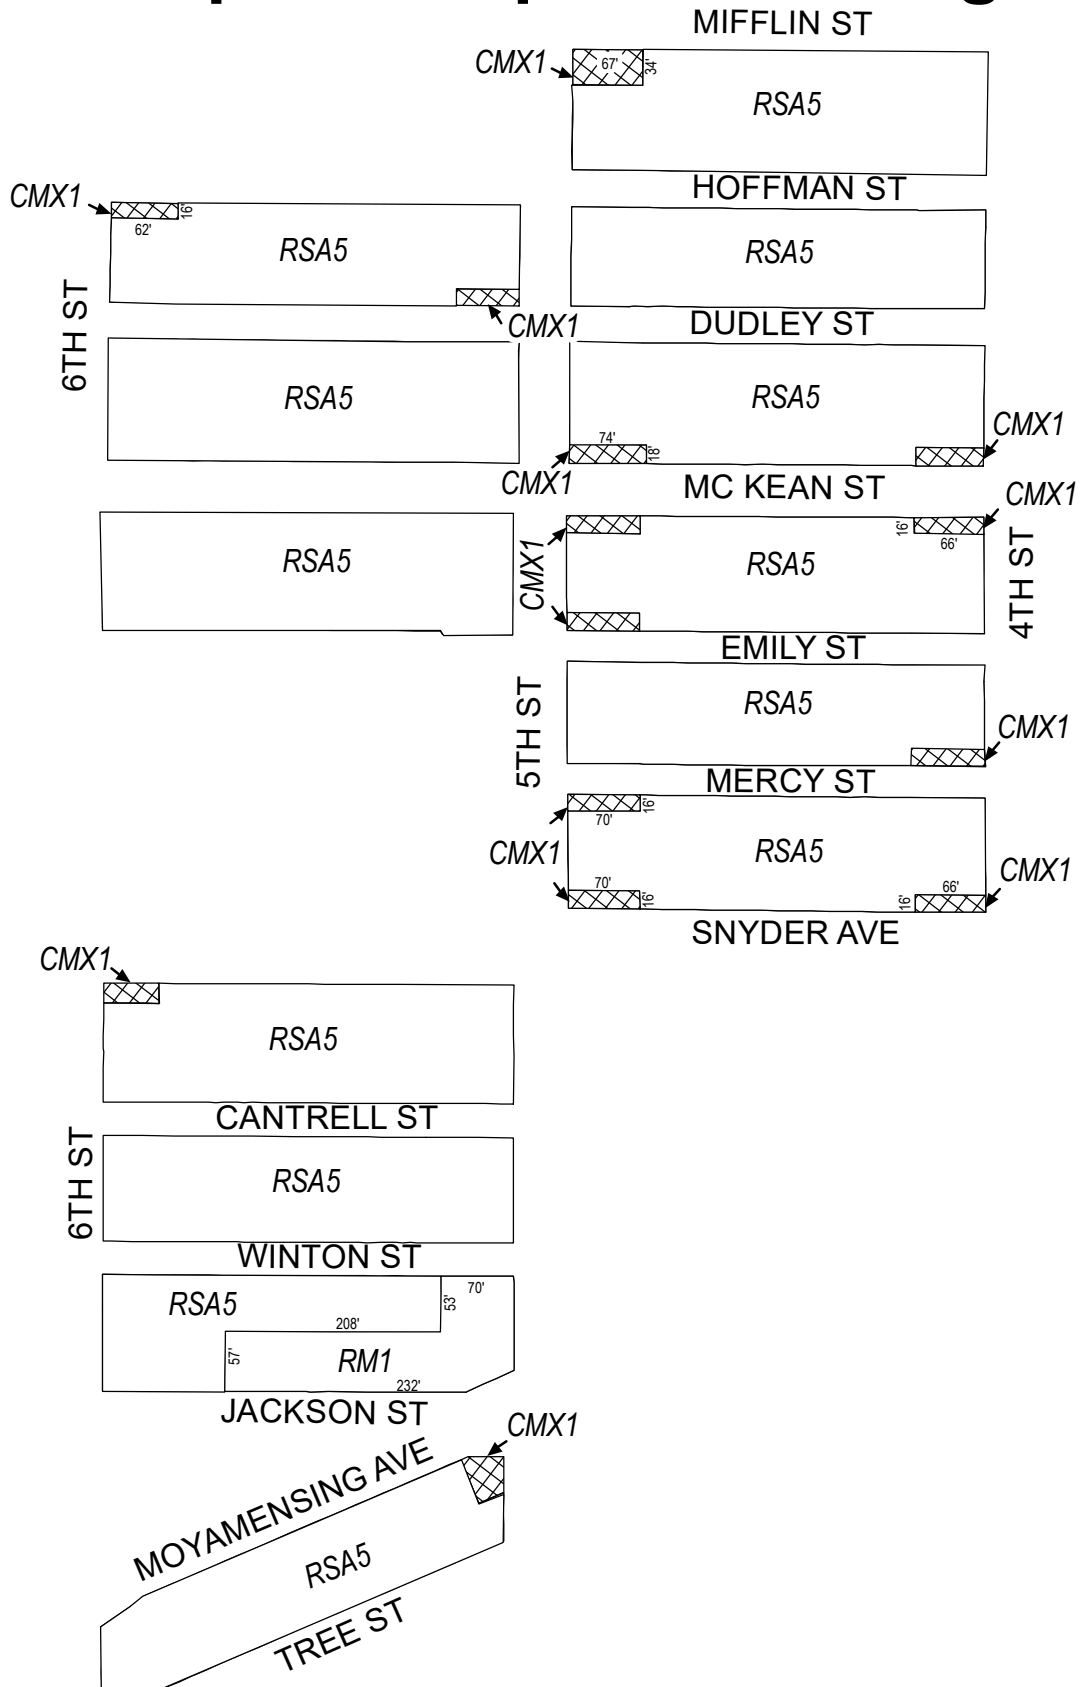 MIFFLIN ST
CMX1
67'
34'
RSA5
HOFFMAN ST
CMX1
16'
62'
RSA5
RSA5
6TH ST
CMX1
DUDLEY ST
RSA5
RSA5
74'
18'
CMX1
CMX1
MC KEAN ST
CMX1
RSA5
CMX1
RSA5
16'
66'
4TH ST
EMILY ST
5TH ST
RSA5
CMX1
MERCY ST
16'
70'
CMX1
RSA5
CMX1
70'
16'
16'
66'
SNYDER AVE
CMX1
RSA5
CANTRELL ST
6TH ST
RSA5
WINTON ST
RSA5
70'
53'
208'
57'
RM1
232'
JACKSON ST
CMX1
MOYAMENSING AVE
RSA5
TREE ST